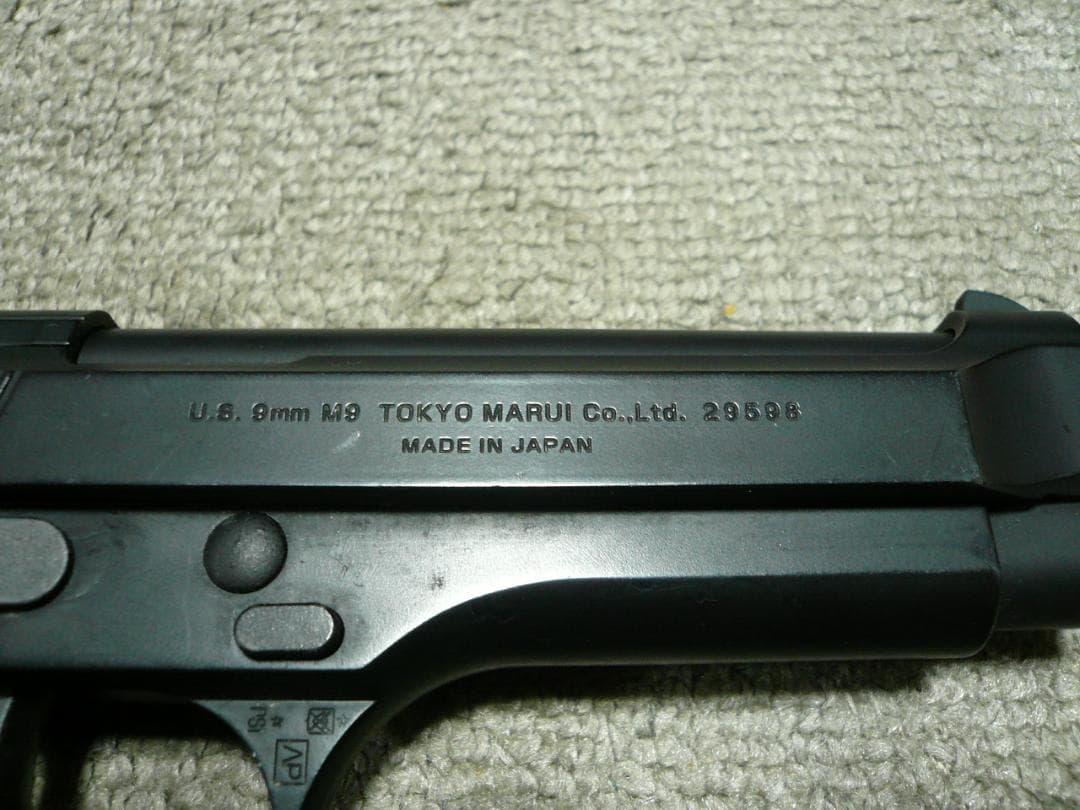 U.S. 9mm M9 TOKYO MARUI Co.,Ltd. 29598
MADE IN JAPAN